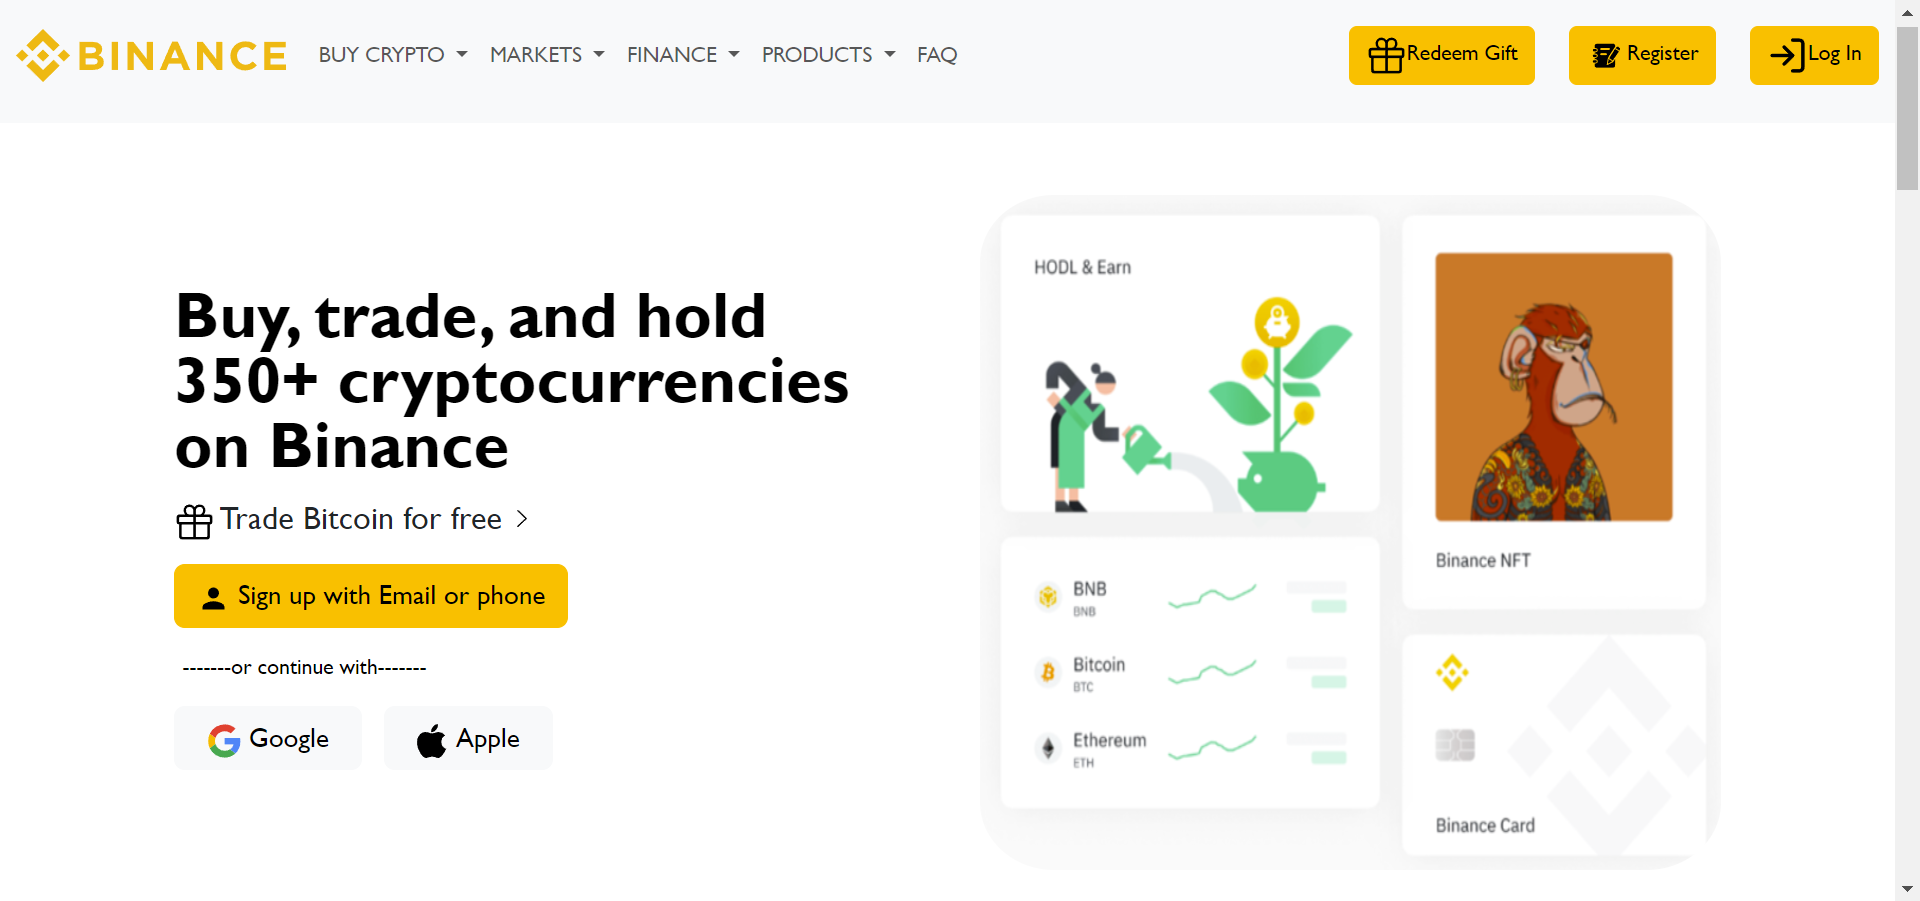 BINANCE
BUY CRYPTO MARKETS FINANCE PRODUCTS FAQ
Redeem Gift Register Log In
Buy, trade, and hold
350+ cryptocurrencies
on Binance
Trade Bitcoin for free
Sign up with Email or phone
-------or continue with-------
Google Apple
HODL & Earn
BNB
BNB
Bitcoin
BTC
Ethereum
ETH
Binance NFT
Binance Card